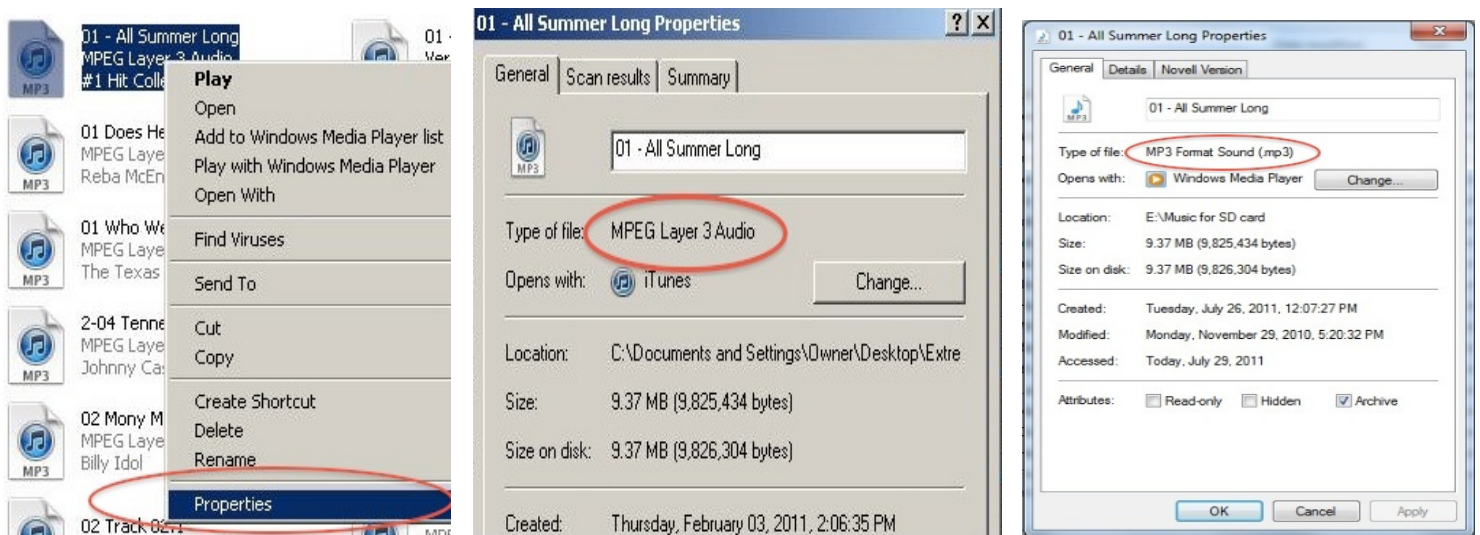 01 - All Summer Long
MPEG Layer 3 Audio
#1 Hit Colle
MP3
01 -
Ver
Play
Open
Add to Windows Media Player list
Play with Windows Media Player
Open With
Find Viruses
Send To
Cut
Copy
Create Shortcut
Delete
Rename
Properties
01 Does He
MPEG Laye
Reba McEn
MP3
01 Who We
MPEG Laye
The Texas
MP3
2-04 Tenne
MPEG Laye
Johnny Ca
MP3
02 Mony M
MPEG Laye
Billy Idol
MP3
02 Track 02.1
01 - All Summer Long Properties
General Scan results Summary
MP3
01 - All Summer Long
Type of file: MPEG Layer 3 Audio
Opens with: iTunes Change...
Location: C:\Documents and Settings\Owner\Desktop\Extre
Size: 9.37 MB (9,825,434 bytes)
Size on disk: 9.37 MB (9,826,304 bytes)
Created: Thursday, February 03, 2011, 2:06:35 PM
01 - All Summer Long Properties
General Details Novell Version
MP3
01 - All Summer Long
Type of file: MP3 Format Sound (.mp3)
Opens with: Windows Media Player Change...
Location: E:\Music for SD card
Size: 9.37 MB (9,825,434 bytes)
Size on disk: 9.37 MB (9,826,304 bytes)
Created: Tuesday, July 26, 2011, 12:07:27 PM
Modified: Monday, November 29, 2010, 5:20:32 PM
Accessed: Today, July 29, 2011
Attributes: Read-only Hidden Archive
OK Cancel Apply